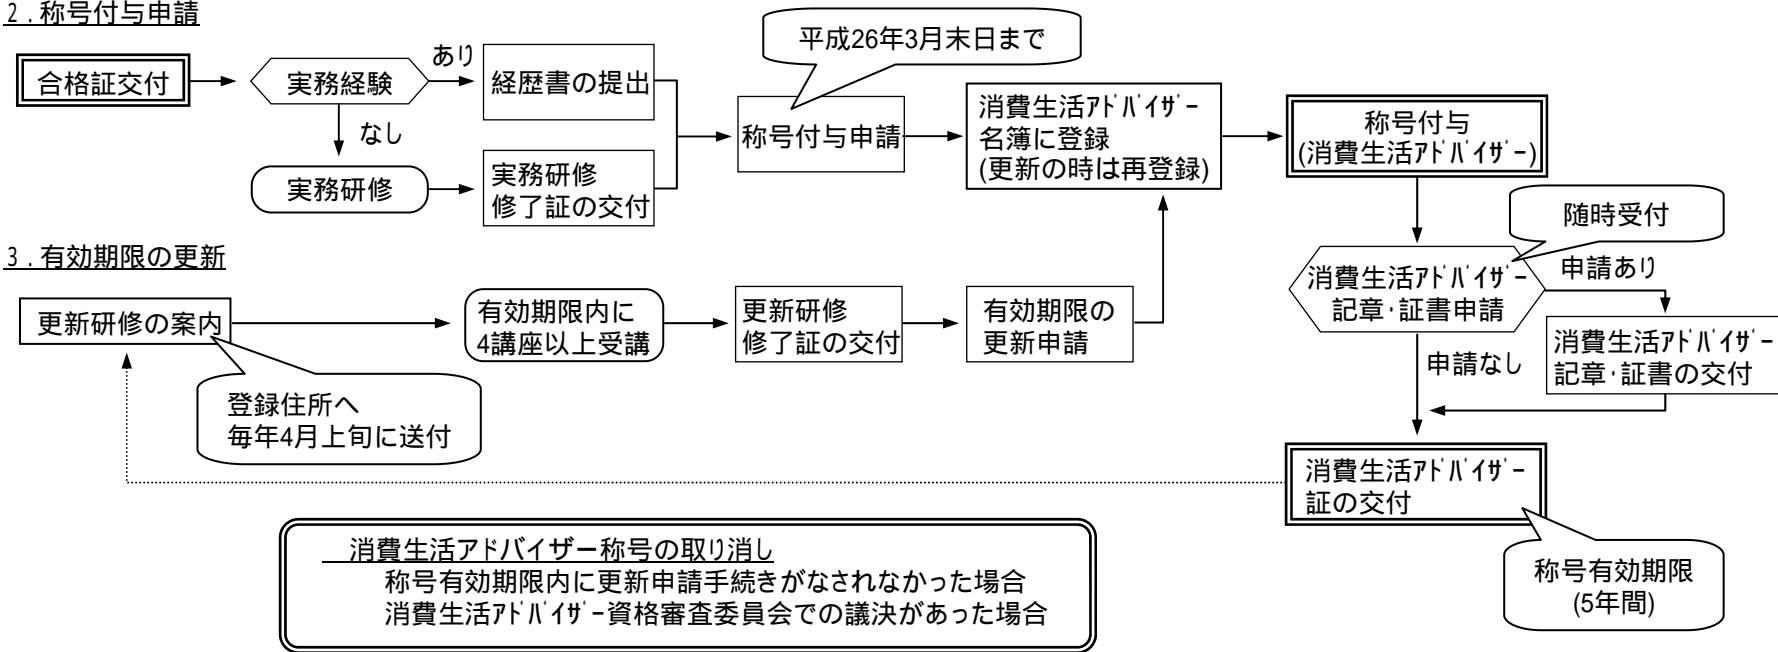 2．称号付与申請
平成26年3月末日まで
合格証交付
実務経験
あり
経歴書の提出
なし
実務研修
実務研修
修了証の交付
称号付与申請
消費生活ｱﾄﾞﾊﾞｲｻﾞｰ
名簿に登録
(更新の時は再登録)
称号付与
(消費生活ｱﾄﾞﾊﾞｲｻﾞｰ)
随時受付
消費生活ｱﾄﾞﾊﾞｲｻﾞｰ
記章･証書申請
申請あり
消費生活ｱﾄﾞﾊﾞｲｻﾞｰ
記章･証書の交付
申請なし
消費生活ｱﾄﾞﾊﾞｲｻﾞｰ
証の交付
称号有効期限
(5年間)
3．有効期限の更新
更新研修の案内
登録住所へ
毎年4月上旬に送付
有効期限内に
4講座以上受講
更新研修
修了証の交付
有効期限の
更新申請
消費生活アドバイザー称号の取り消し
称号有効期限内に更新申請手続きがなされなかった場合
消費生活ｱﾄﾞﾊﾞｲｻﾞｰ資格審査委員会での議決があった場合